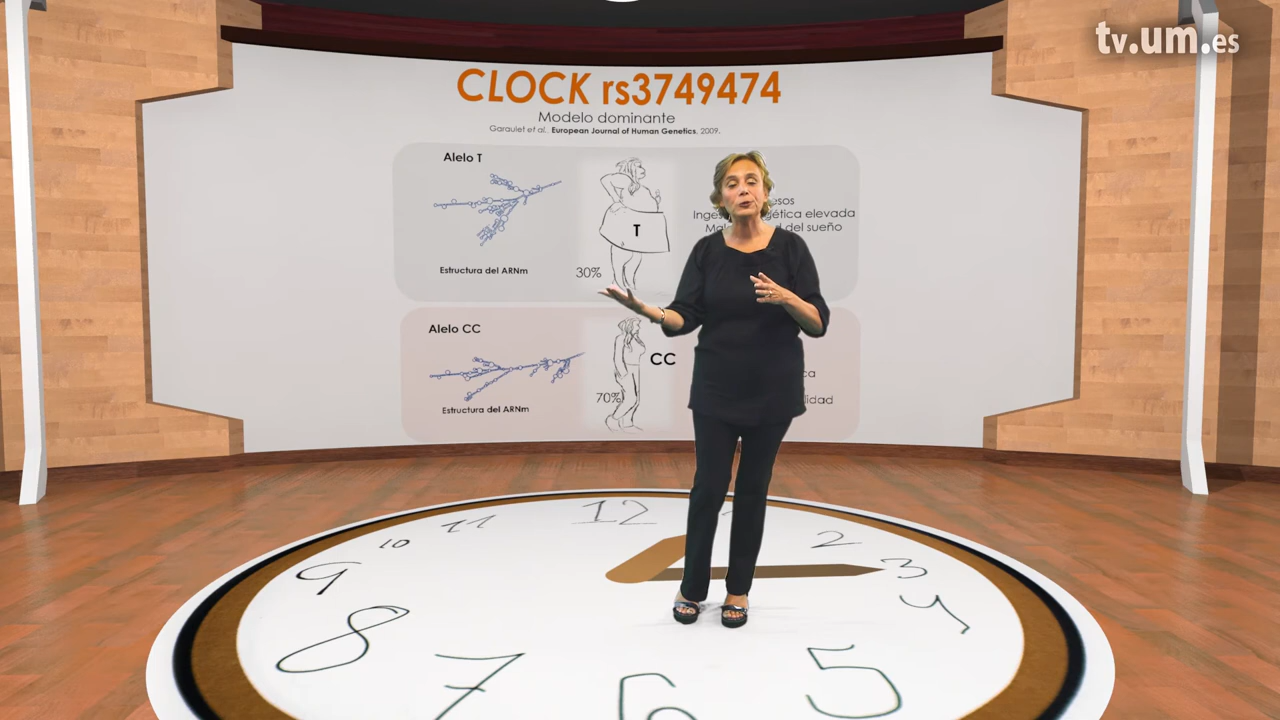 tv.um.es
CLOCK rs3749474
Modelo dominante
Garaulet et al. European Journal of Human Genetics, 2009.
Alelo T
T
30%
elevada
del sueño
Estructura del ARNm
Alelo CC
CC
70%
Estructura del ARNm
12
11
10
9
8
7
6
5
4
3
2